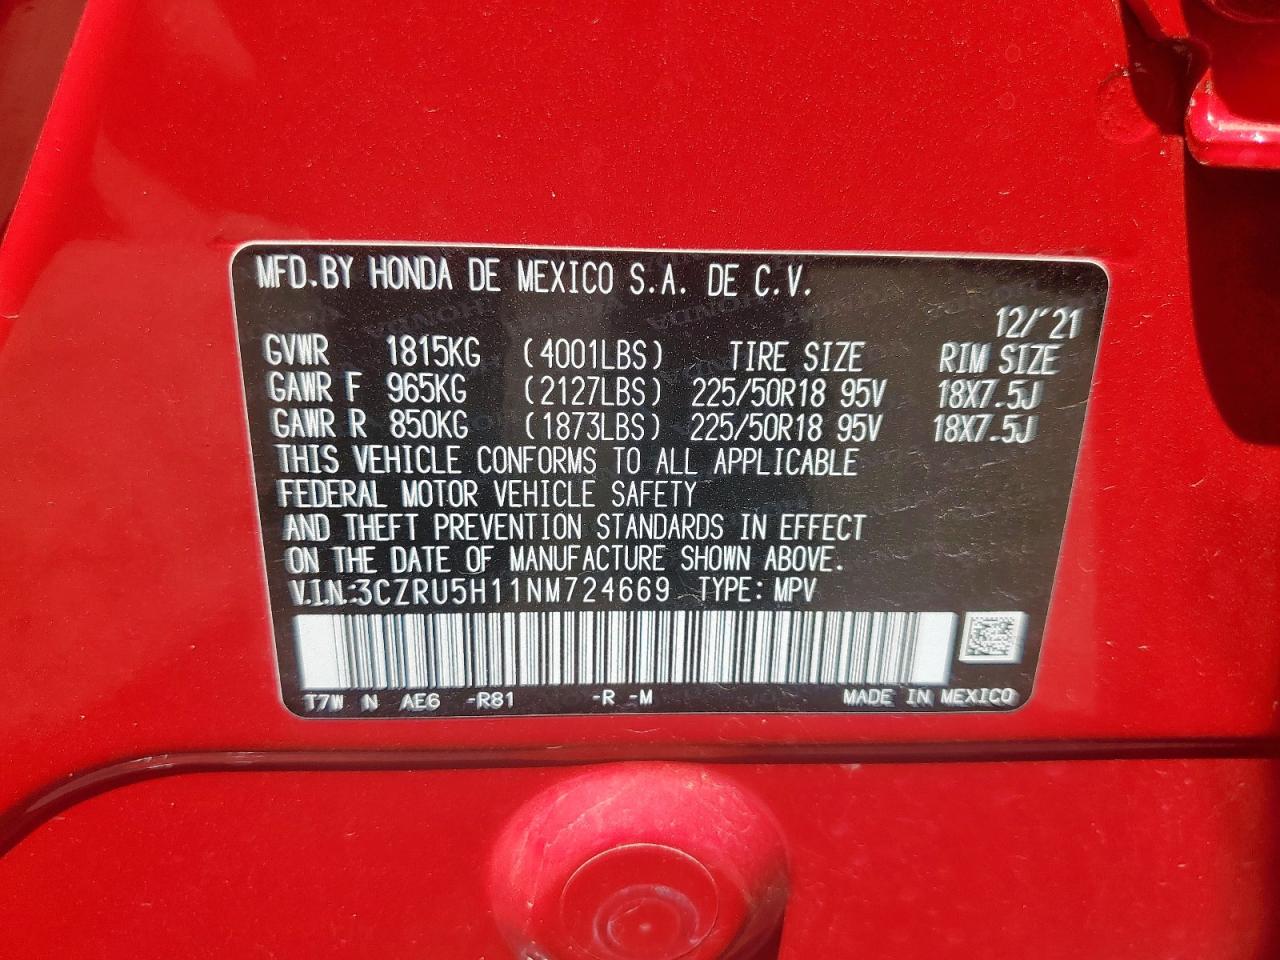 MFD.BY HONDA DE MEXICO S.A. DE C.V.
12/'21
GVWR 1815KG (4001LBS) TIRE SIZE RIM SIZE
GAWR F 965KG (2127LBS) 225/50R18 95V 18X7.5J
GAWR R 850KG (1873LBS) 225/50R18 95V 18X7.5J
THIS VEHICLE CONFORMS TO ALL APPLICABLE
FEDERAL MOTOR VEHICLE SAFETY
AND THEFT PREVENTION STANDARDS IN EFFECT
ON THE DATE OF MANUFACTURE SHOWN ABOVE.
V.I.N.:3CZRU5H11NM724669 TYPE: MPV
T7W N AE6 -R81 -R -M MADE IN MEXICO